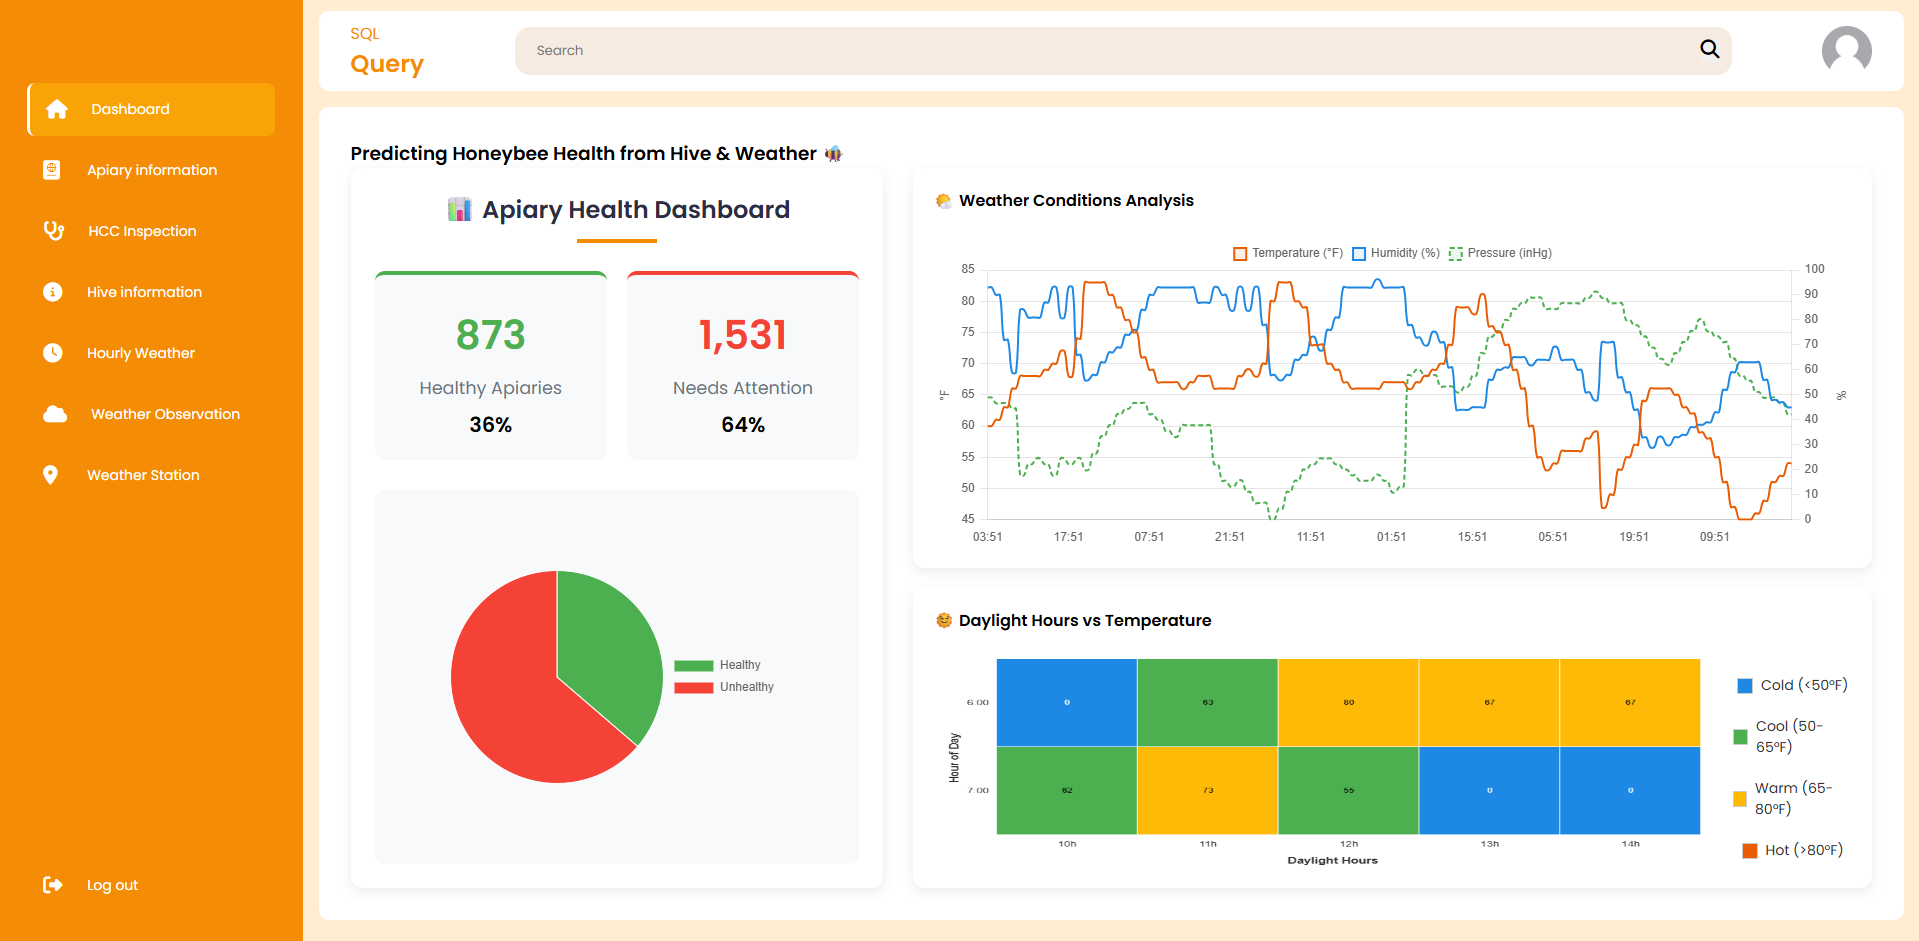 SQL
Query
Search
Dashboard
Apiary information
HCC Inspection
Hive information
Hourly Weather
Weather Observation
Weather Station
Log out
Predicting Honeybee Health from Hive & Weather
Apiary Health Dashboard
873
Healthy Apiaries
36%
1,531
Needs Attention
64%
Healthy
Unhealthy
Weather Conditions Analysis
Temperature (°F) Humidity (%) Pressure (inHg)
85 100
80 90
75 80
70 70
65 60
60 50
55 40
50 30
45 20
10
0
°F
%
03:51 17:51 07:51 21:51 11:51 01:51 15:51 05:51 19:51 09:51
Daylight Hours vs Temperature
Hour of Day
6:00 0 63 80 67 67
7:00 62 73 55 0 0
10h 11h 12h 13h 14h
Daylight Hours
Cold (<50°F)
Cool (50-
65°F)
Warm (65-
80°F)
Hot (>80°F)